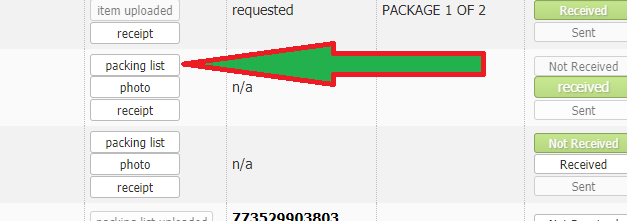 item uploaded requested PACKAGE 1 OF 2 Received
receipt Sent
packing list Not Received
photo n/a received
receipt Sent
packing list Not Received
photo n/a Received
receipt Sent
packing list uploaded 773529903803 Not Received